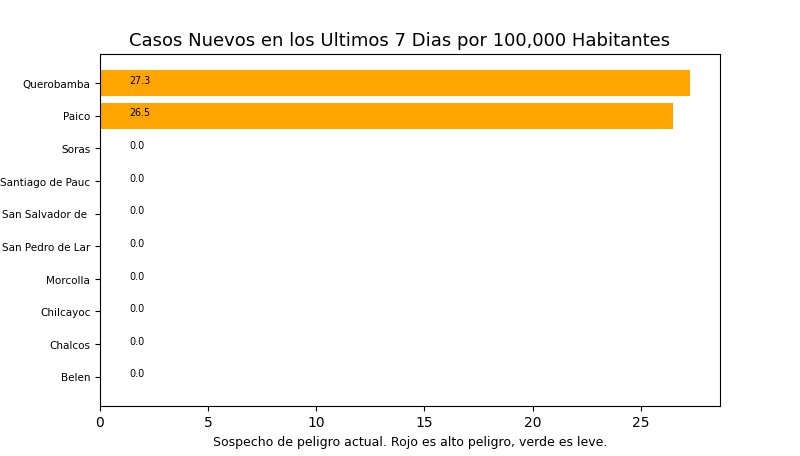 Casos Nuevos en los Ultimos 7 Dias por 100,000 Habitantes
Querobamba 27.3
Paico 26.5
Soras 0.0
Santiago de Pauc 0.0
San Salvador de 0.0
San Pedro de Lar 0.0
Morcolla 0.0
Chilcayoc 0.0
Chalcos 0.0
Belen 0.0
0 5 10 15 20 25
Sospecho de peligro actual. Rojo es alto peligro, verde es leve.